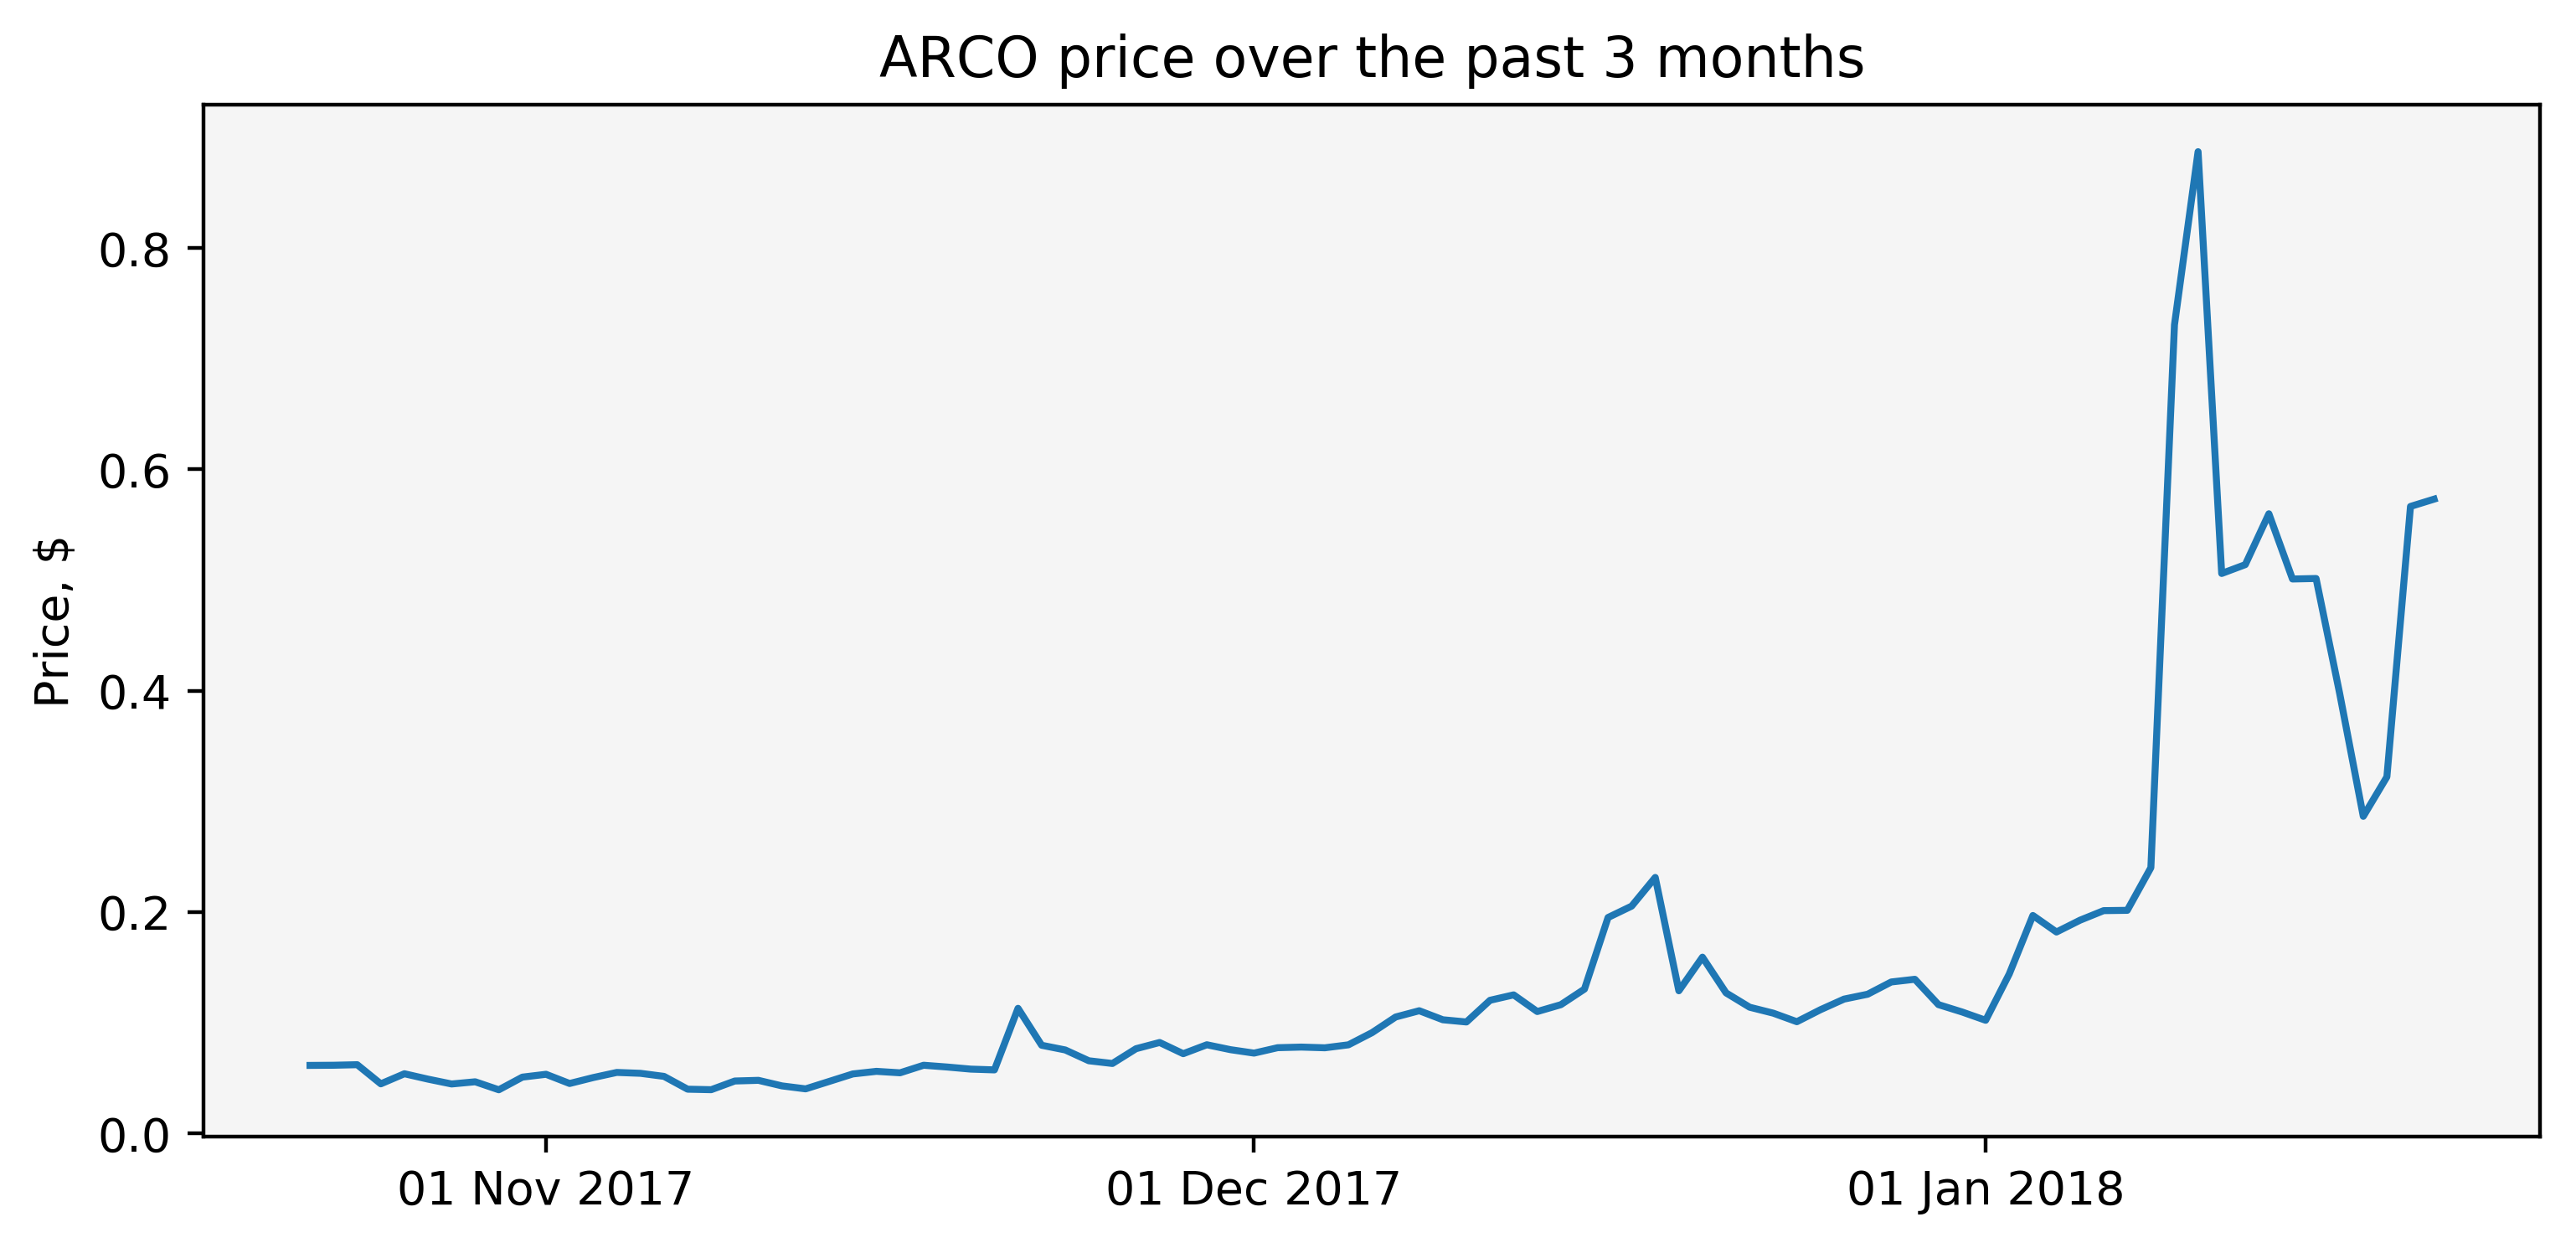 ARCO price over the past 3 months
Price, $
0.8
0.6
0.4
0.2
0.0
01 Nov 2017
01 Dec 2017
01 Jan 2018